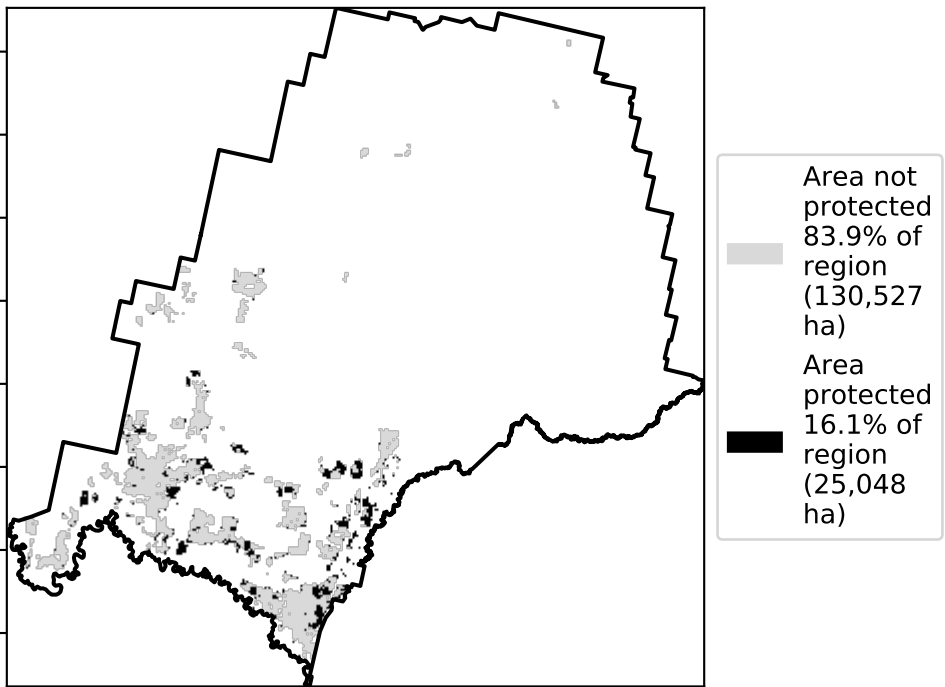 Area not
protected
83.9% of
region
(130,527
ha)
Area
protected
16.1% of
region
(25,048
ha)